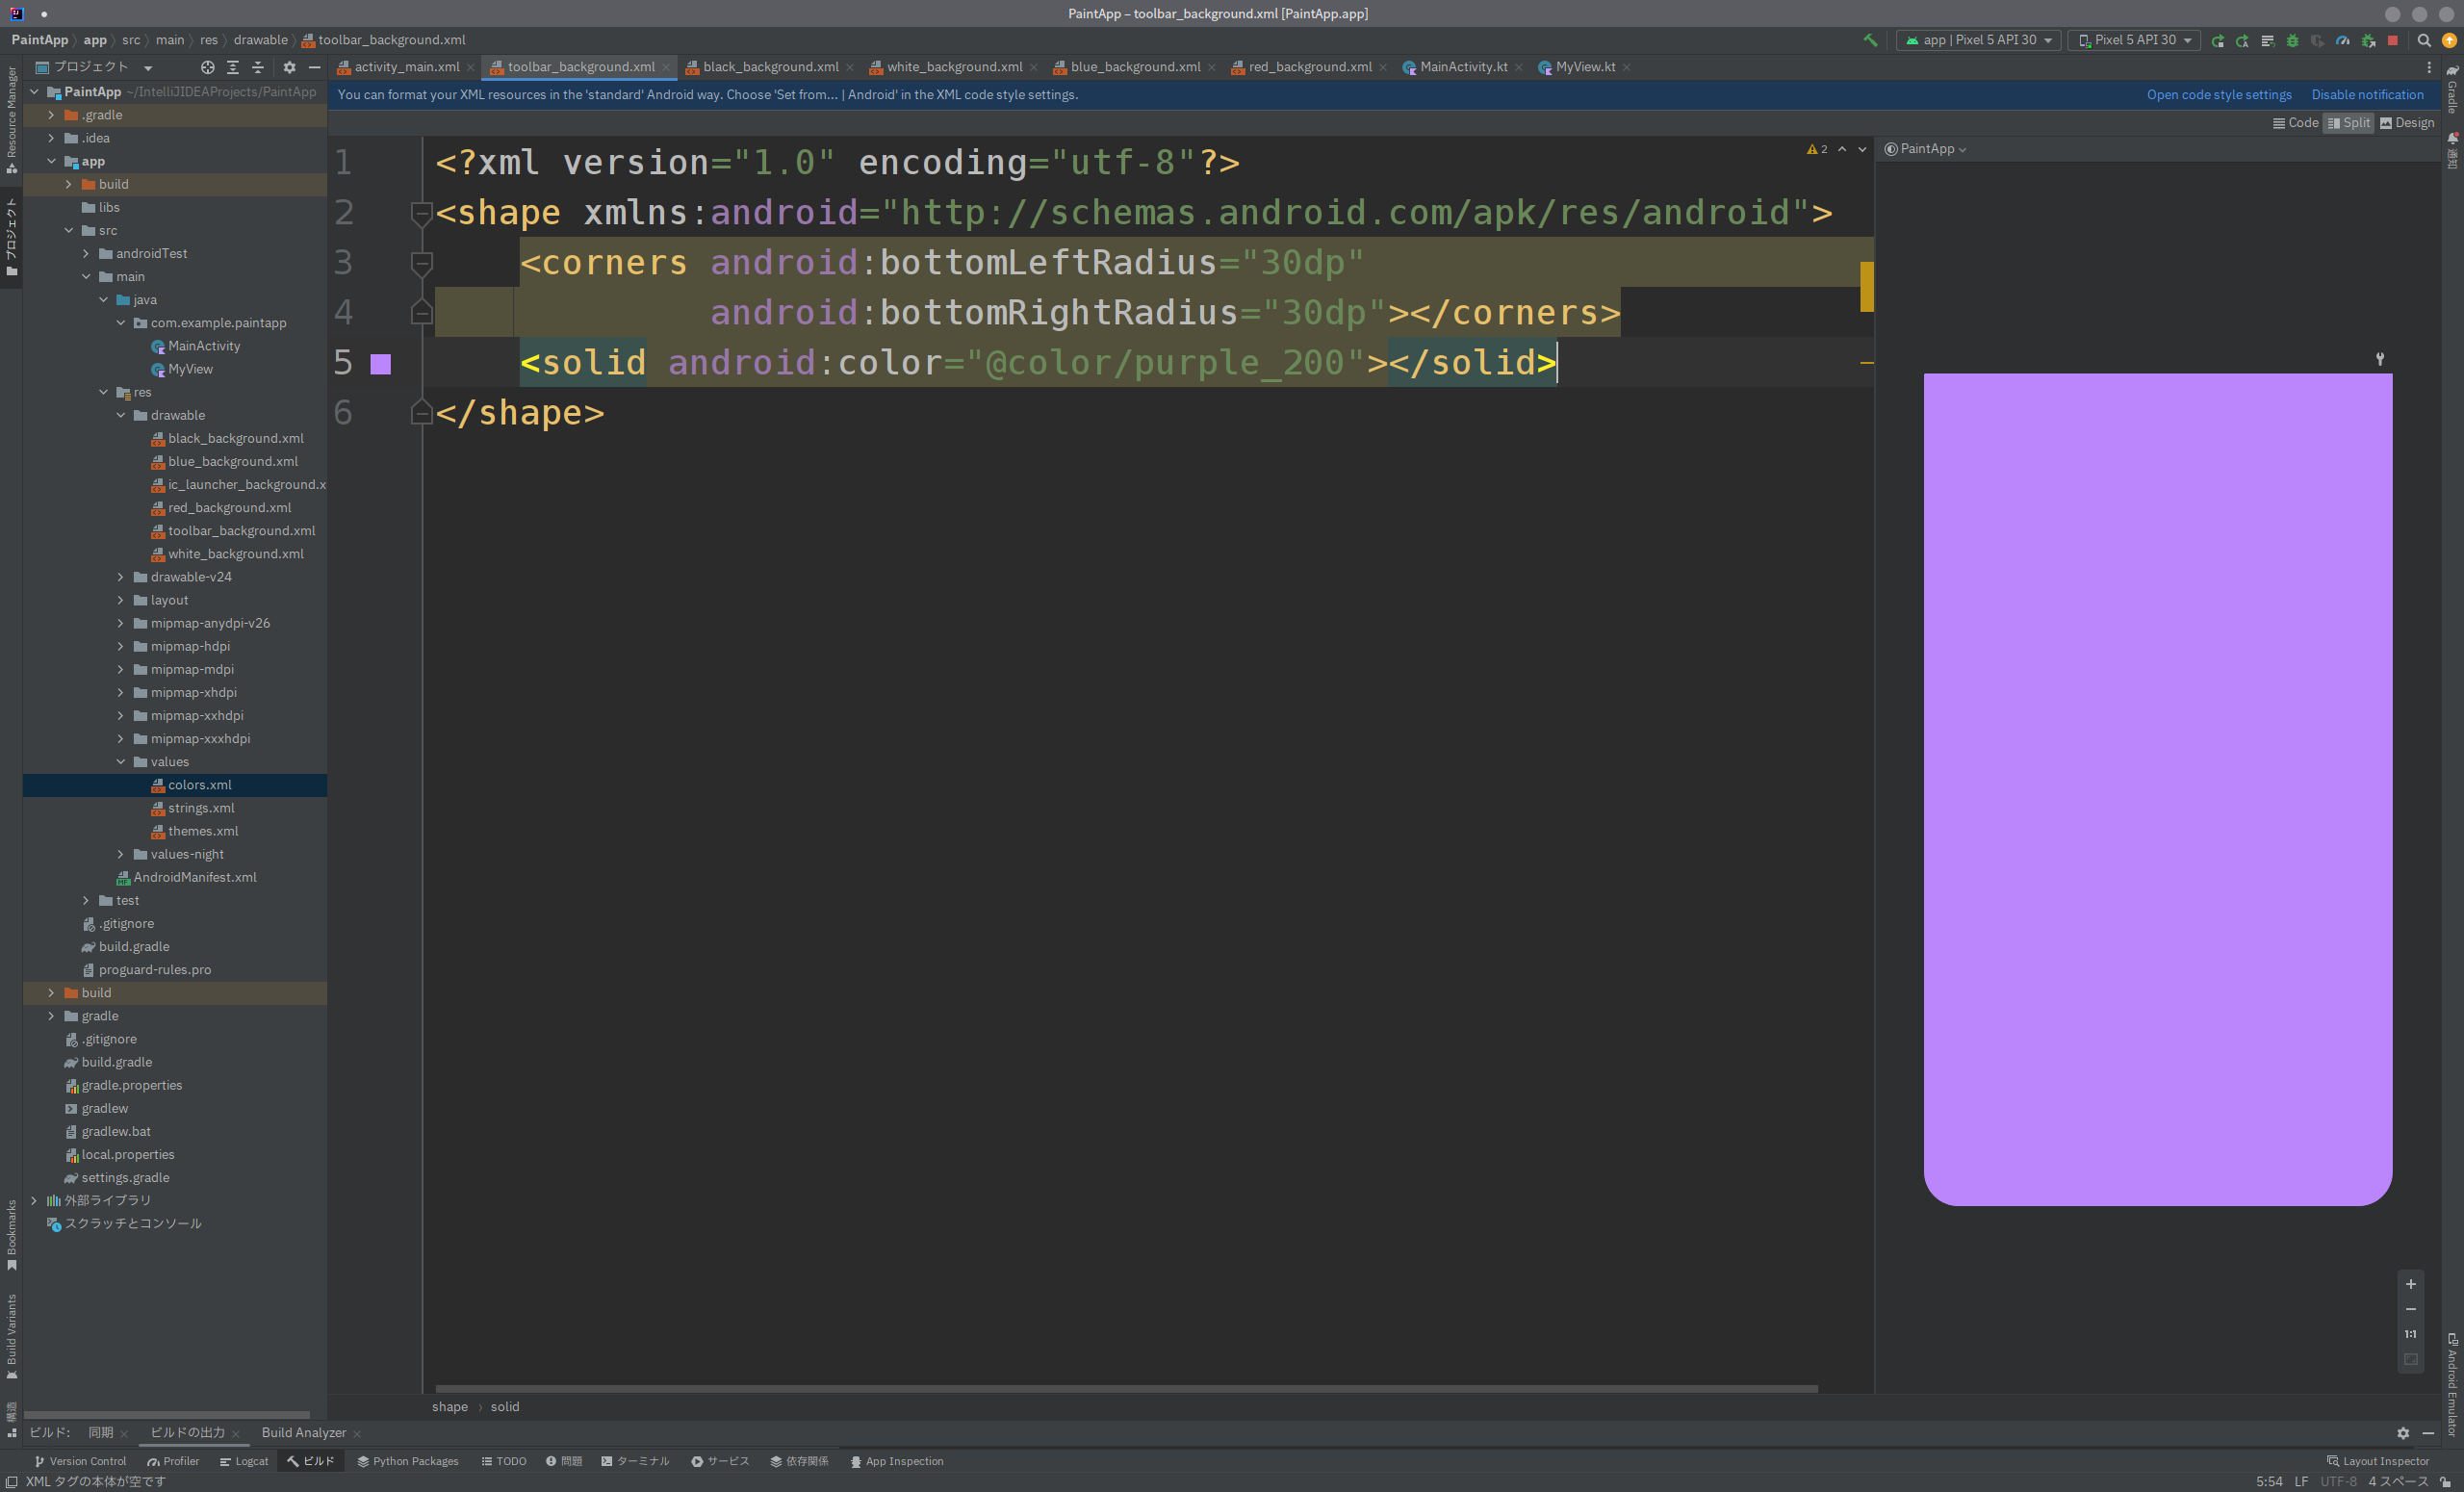 PaintApp – toolbar_background.xml [PaintApp.app]
PaintApp app src main res drawable toolbar_background.xml
app | Pixel 5 API 30 Pixel 5 API 30
プロジェクト
activity_main.xml toolbar_background.xml black_background.xml white_background.xml blue_background.xml red_background.xml MainActivity.kt MyView.kt
You can format your XML resources in the 'standard' Android way. Choose 'Set from... | Android' in the XML code style settings.
Open code style settings Disable notification
Code Split Design
PaintApp
2
Resource Manager
プロジェクト
Bookmarks
Build Variants
構造
PaintApp ~/IntelliJIDEAProjects/PaintApp
.gradle
.idea
app
build
libs
src
androidTest
main
java
com.example.paintapp
MainActivity
MyView
res
drawable
black_background.xml
blue_background.xml
ic_launcher_background.x
red_background.xml
toolbar_background.xml
white_background.xml
drawable-v24
layout
mipmap-anydpi-v26
mipmap-hdpi
mipmap-mdpi
mipmap-xhdpi
mipmap-xxhdpi
mipmap-xxxhdpi
values
colors.xml
strings.xml
themes.xml
values-night
AndroidManifest.xml
test
.gitignore
build.gradle
proguard-rules.pro
build
gradle
.gitignore
build.gradle
gradle.properties
gradlew
gradlew.bat
local.properties
settings.gradle
外部ライブラリ
スクラッチとコンソール
1 <?xml version="1.0" encoding="utf-8"?>
2 <shape xmlns:android="http://schemas.android.com/apk/res/android">
3 <corners android:bottomLeftRadius="30dp"
4 android:bottomRightRadius="30dp"></corners>
5 <solid android:color="@color/purple_200"></solid>
6 </shape>
1:1
Gradle
通知
Android Emulator
shape solid
ビルド: 同期 ビルドの出力 Build Analyzer
Version Control Profiler Logcat ビルド Python Packages TODO 問題 ターミナル サービス 依存関係 App Inspection Layout Inspector
XML タグの本体が空です
5:54 LF UTF-8 4 スペース